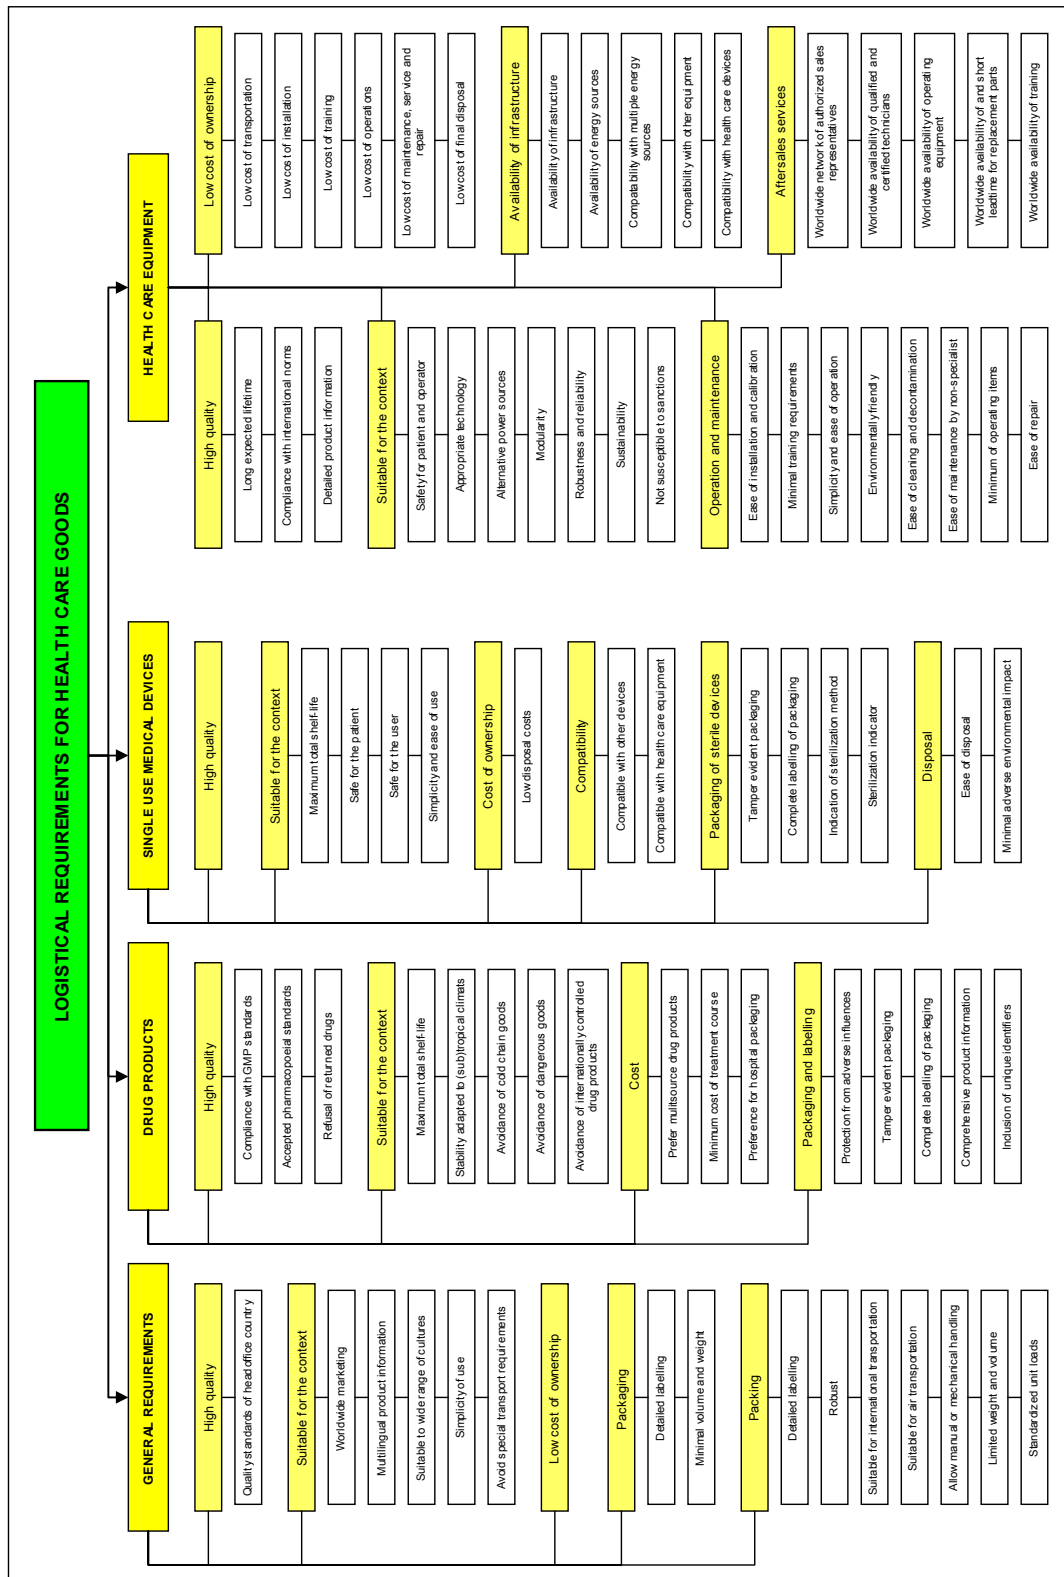 LOGISTICAL REQUIREMENTS FOR HEALTH CARE GOODS
GENERAL REQUIREMENTS
High quality
Quality standards of head office country
Suitable for the context
Worldwide marketing
Multilingual product information
Suitable to wide range of cultures
Simplicity of use
Avoid special transport requirements
Low cost of ownership
Packaging
Detailed labelling
Minimal volume and weight
Packing
Detailed labelling
Robust
Suitable for international transportation
Suitable for air transportation
Allow manual or mechanical handling
Limited weight and volume
Standardized unit loads
DRUG PRODUCTS
High quality
Compliance with GMP standards
Accepted pharmacopoeial standards
Refusal of returned drugs
Suitable for the context
Maximum total shelf-life
Stability adapted to (sub)tropical climats
Avoidance of cold chain goods
Avoidance of dangerous goods
Avoidance of internationally controlled
drug products
Cost
Prefer mulitsource drug products
Minimum cost of treatment course
Preference for hospital packaging
Packaging and labelling
Protection from adverse influences
Tamper evident packaging
Complete labelling of packaging
Comprehensive product information
Inclusion of unique identifiers
SINGLE USE MEDICAL DEVICES
High quality
Suitable for the context
Maximum total shelf-life
Safe for the patient
Safe for the user
Simplicity and ease of use
Cost of ownership
Low disposal costs
Compatibility
Compatible with other devices
Compatible with health care equipment
Packaging of sterile devices
Tamper evident packaging
Complete labelling of packaging
Indication of sterilization method
Sterilization indicator
Disposal
Ease of disposal
Minimal adverse environmental impact
HEALTH CARE EQUIPMENT
High quality
Long expected lifetime
Compliance with international norms
Detailed product information
Suitable for the context
Safety for patient and operator
Appropriate technology
Alternative power sources
Modularity
Robustness and reliability
Sustainability
Not susceptible to sanctions
Operation and maintenance
Ease of installation and calibration
Minimal training requirements
Simplicity and ease of operation
Environmentally friendly
Ease of cleaning and decontamination
Ease of maintenance by non-specialist
Minimum of operating items
Ease of repair
Low cost of ownership
Low cost of transportation
Low cost of installation
Low cost of training
Low cost of operations
Low cost of maintenance, service and
repair
Low cost of final disposal
Availability of infrastructure
Availability of infrastructure
Availability of energy sources
Compatability with multiple energy
sources
Compatibility with other equipment
Compatibility with health care devices
Aftersales services
Worldwide network of authorized sales
representatives
Worldwide availability of qualified and
certified technicians
Worldwide availability of operating
equipment
Worldwide availability of and short
leadtime for replacement parts
Worldwide availability of training